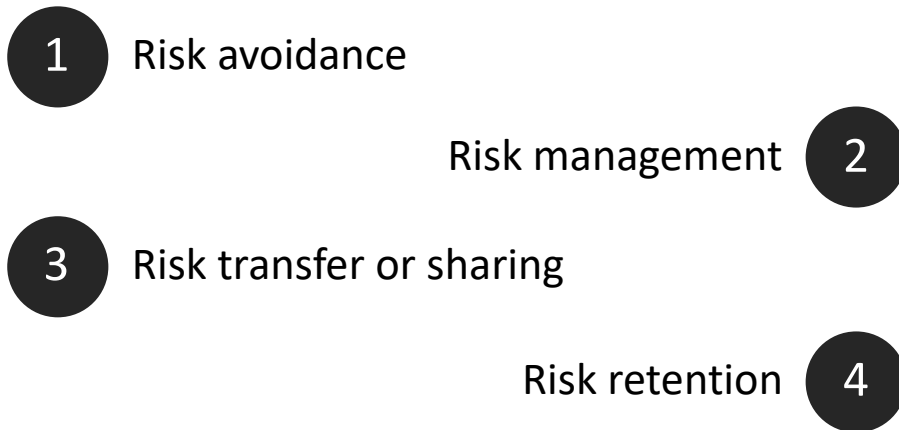 1 Risk avoidance
Risk management 2
3 Risk transfer or sharing
Risk retention 4